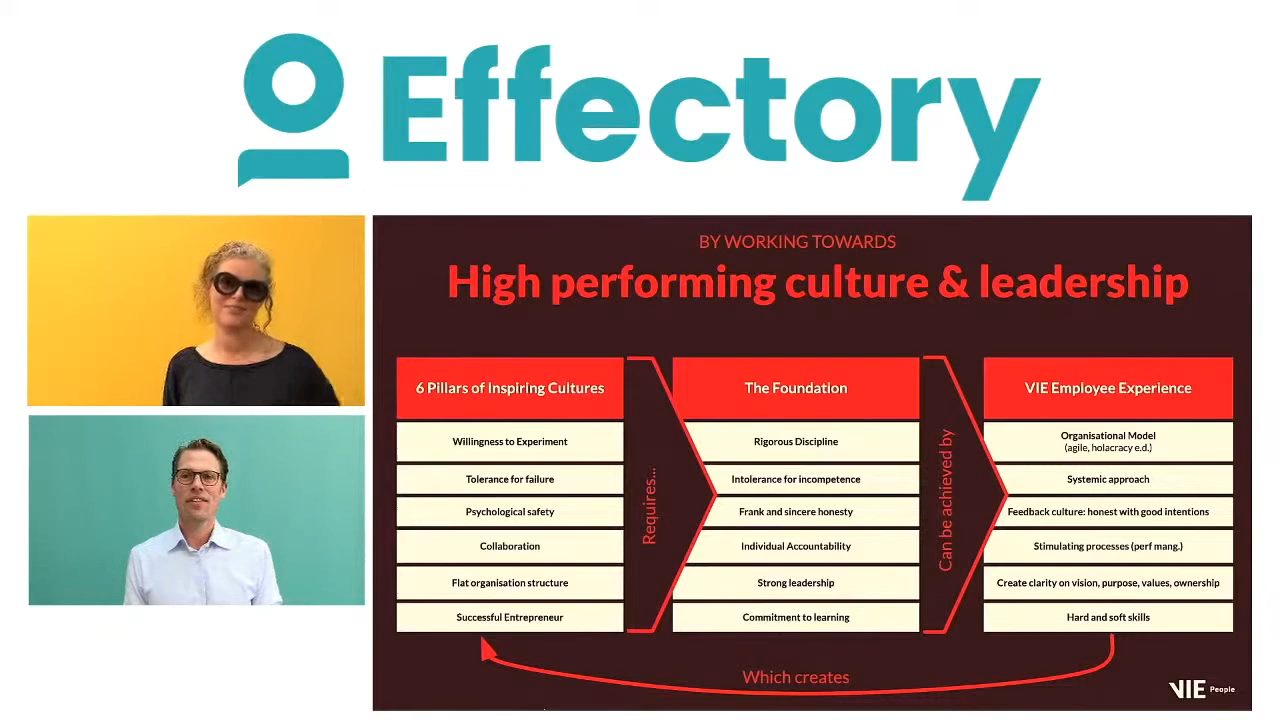 Effectory
BY WORKING TOWARDS
High performing culture & leadership
6 Pillars of Inspiring Cultures
Willingness to Experiment
Tolerance for failure
Psychological safety
Collaboration
Flat organisation structure
Successful Entrepreneur
Requires...
The Foundation
Rigorous Discipline
Intolerance for incompetence
Frank and sincere honesty
Individual Accountability
Strong leadership
Commitment to learning
Can be achieved by
VIE Employee Experience
Organisational Model
(agile, holacracy e.d.)
Systemic approach
Feedback culture: honest with good intentions
Stimulating processes (perf mang.)
Create clarity on vision, purpose, values, ownership
Hard and soft skills
Which creates
VIE People